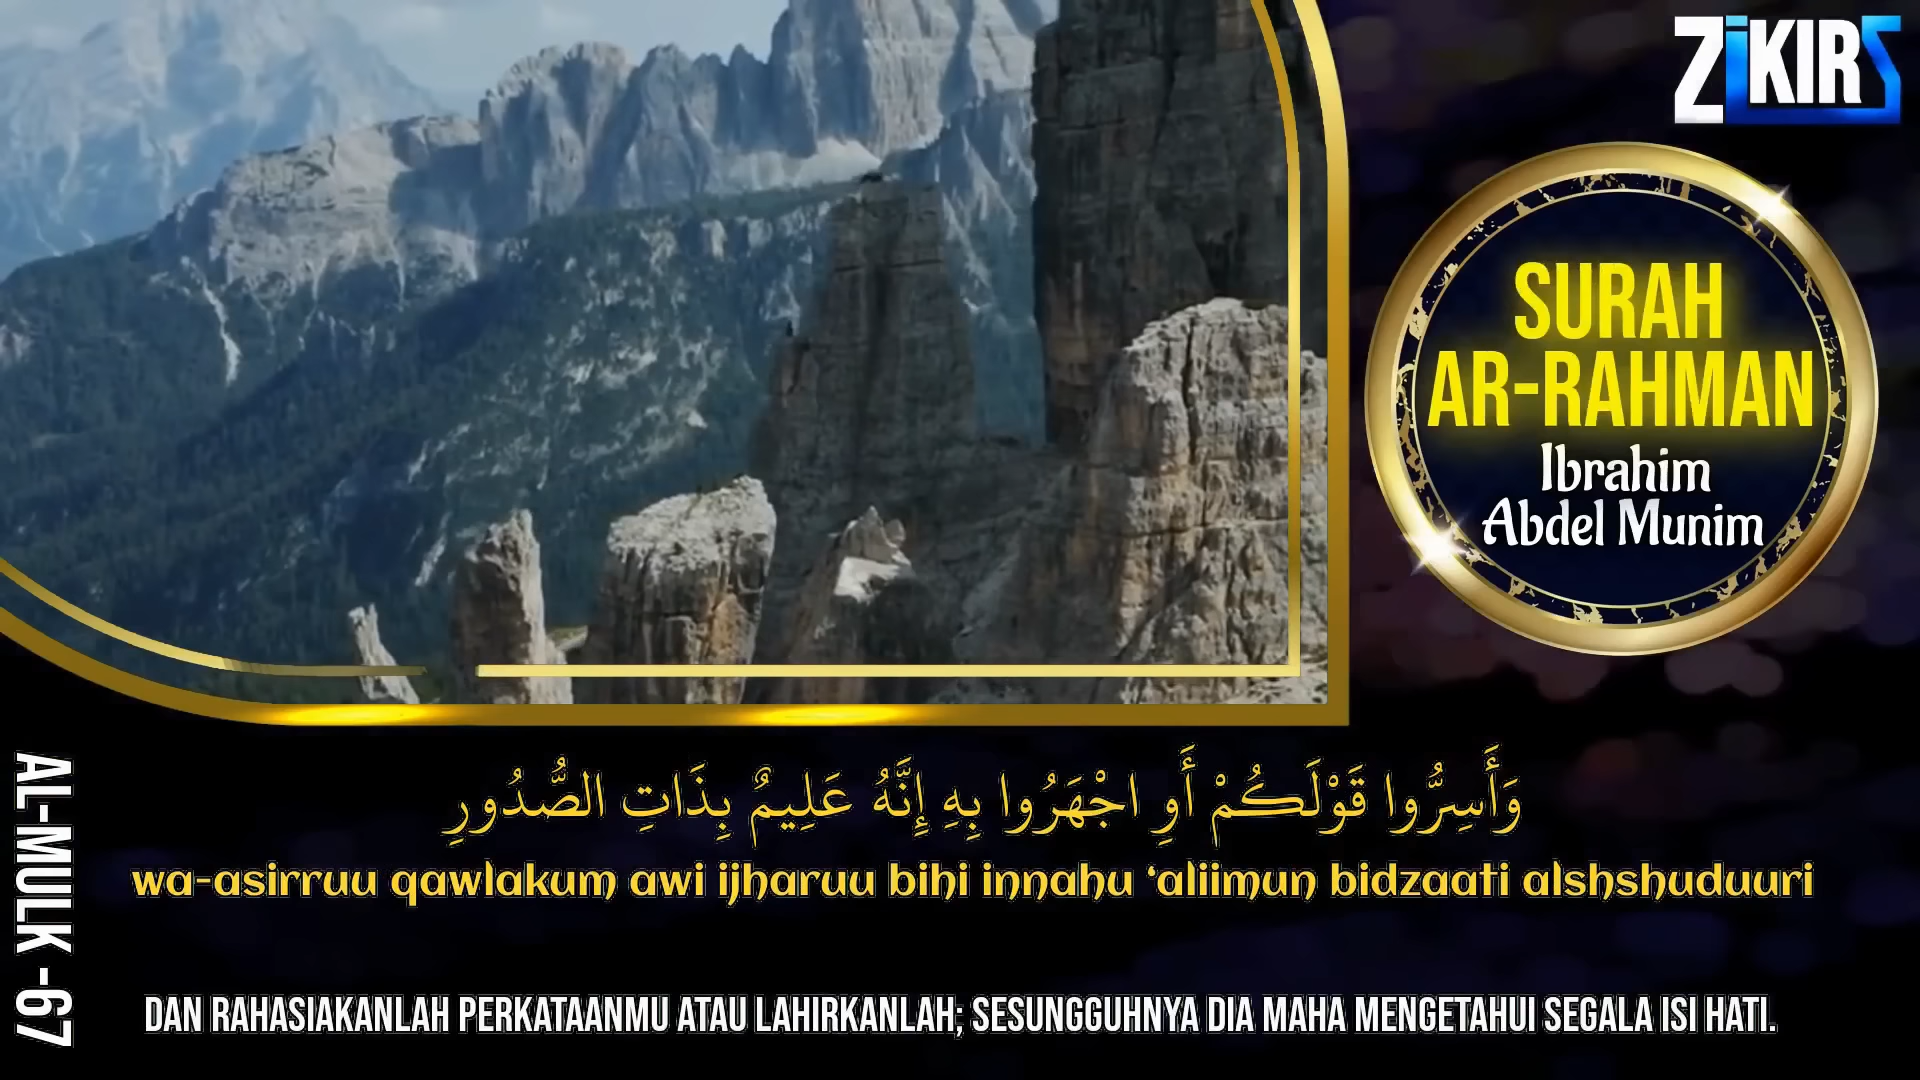 ZiKIRS
SURAH
AR-RAHMAN
Ibrahim
Abdel Munim
وَأَسِرُّوا قَوْلَكُمْ أَوِ اجْهَرُوا بِهِ إِنَّهُ عَلِيمٌ بِذَاتِ الصُّدُورِ
wa-asirruu qawlakum awi ijharuu bihi innahu ‘aliimun bidzaati alshshuduuri
AL-MULK -67
DAN RAHASIAKANLAH PERKATAANMU ATAU LAHIRKANLAH; SESUNGGUHNYA DIA MAHA MENGETAHUI SEGALA ISI HATI.